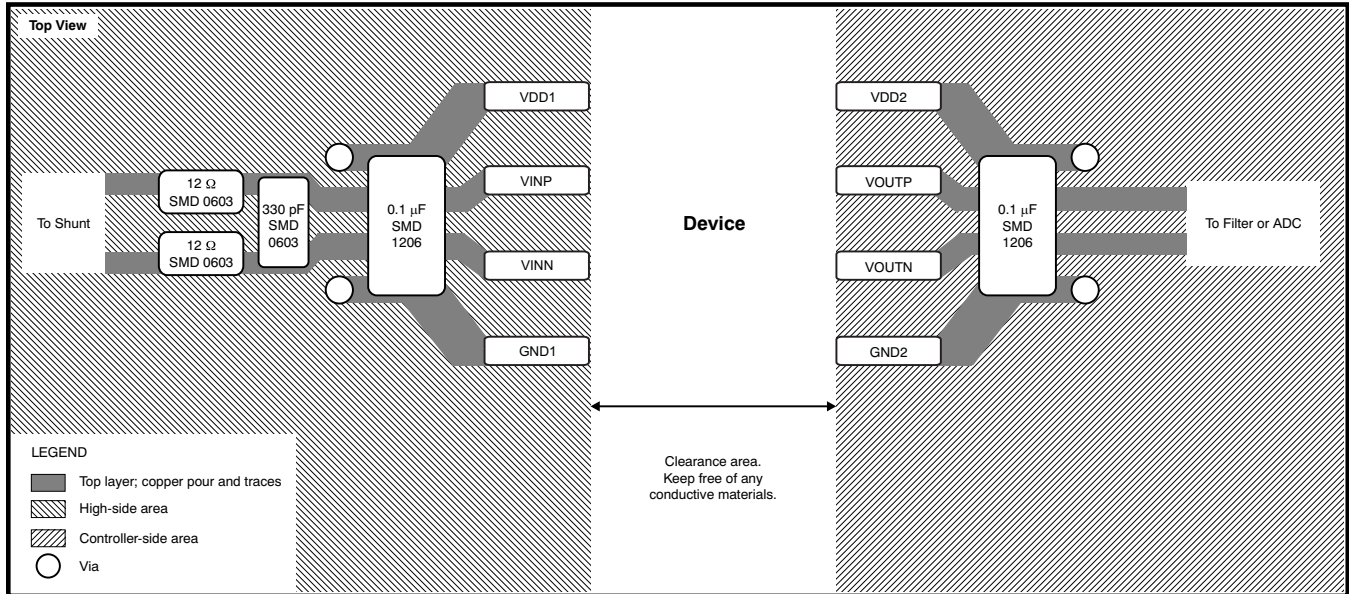 Top View
VDD1
VDD2
12 Ω
SMD 0603
330 pF
SMD
0603
0.1 μF
SMD
1206
VINP
VOUTP
To Shunt
Device
0.1 μF
SMD
1206
To Filter or ADC
12 Ω
SMD 0603
VINN
VOUTN
GND1
GND2
Clearance area.
Keep free of any
conductive materials.
LEGEND
Top layer; copper pour and traces
High-side area
Controller-side area
Via